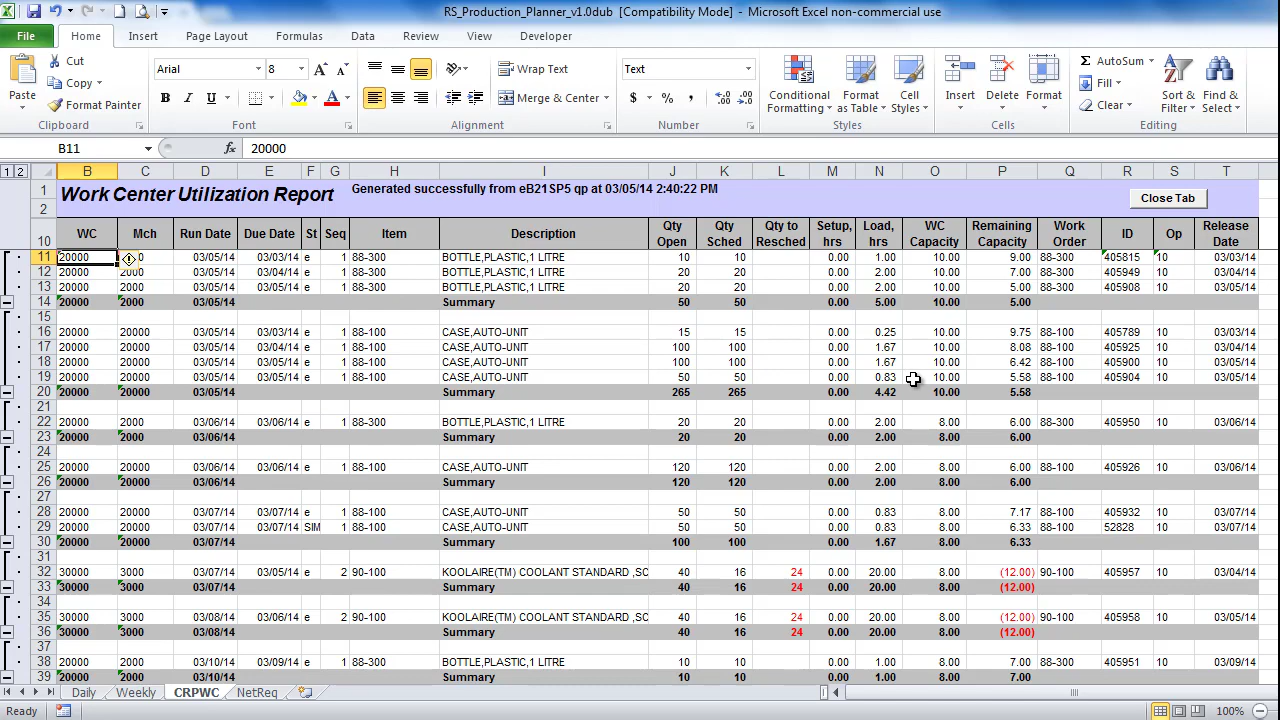 RS_Production_Planner_v1.0dub [Compatibility Mode] - Microsoft Excel non-commercial use
File Home Insert Page Layout Formulas Data Review View Developer
Paste Cut Copy Format Painter Clipboard
Arial 8 Font
Wrap Text Merge & Center Alignment
Text Number
Conditional Formatting Format as Table Cell Styles Styles
Insert Delete Format Cells
AutoSum Fill Clear Sort & Filter Find & Select Editing
B11 fx 20000
1 2 B C D E F G H I J K L M N O P Q R S T
1 Work Center Utilization Report Generated successfully from eB21SP5 qp at 03/05/14 2:40:22 PM
2 Close Tab
10 WC Mch Run Date Due Date St Seq Item Description Qty Open Qty Sched Qty to Resched Setup, hrs Load, hrs WC Capacity Remaining Capacity Work Order ID Op Release Date
11 20000 0 03/05/14 03/03/14 e 1 88-300 BOTTLE,PLASTIC,1 LITRE 10 10 0.00 1.00 10.00 9.00 88-300 405815 10 03/03/14
12 20000 2000 03/05/14 03/04/14 e 1 88-300 BOTTLE,PLASTIC,1 LITRE 20 20 0.00 2.00 10.00 7.00 88-300 405949 10 03/04/14
13 20000 2000 03/05/14 03/05/14 e 1 88-300 BOTTLE,PLASTIC,1 LITRE 20 20 0.00 2.00 10.00 5.00 88-300 405908 10 03/05/14
14 20000 2000 03/05/14 Summary 50 50 0.00 5.00 10.00 5.00
15
16 20000 20000 03/05/14 03/03/14 e 1 88-100 CASE,AUTO-UNIT 15 15 0.00 0.25 10.00 9.75 88-100 405789 10 03/03/14
17 20000 20000 03/05/14 03/04/14 e 1 88-100 CASE,AUTO-UNIT 100 100 0.00 1.67 10.00 8.08 88-100 405925 10 03/04/14
18 20000 20000 03/05/14 03/05/14 e 1 88-100 CASE,AUTO-UNIT 100 100 0.00 1.67 10.00 6.42 88-100 405900 10 03/05/14
19 20000 20000 03/05/14 03/05/14 e 1 88-100 CASE,AUTO-UNIT 50 50 0.00 0.83 10.00 5.58 88-100 405904 10 03/05/14
20 20000 20000 03/05/14 Summary 265 265 0.00 4.42 10.00 5.58
21
22 20000 2000 03/06/14 03/06/14 e 1 88-300 BOTTLE,PLASTIC,1 LITRE 20 20 0.00 2.00 8.00 6.00 88-300 405950 10 03/06/14
23 20000 2000 03/06/14 Summary 20 20 0.00 2.00 8.00 6.00
24
25 20000 20000 03/06/14 03/06/14 e 1 88-100 CASE,AUTO-UNIT 120 120 0.00 2.00 8.00 6.00 88-100 405926 10 03/06/14
26 20000 20000 03/06/14 Summary 120 120 0.00 2.00 8.00 6.00
27
28 20000 20000 03/07/14 03/07/14 e 1 88-100 CASE,AUTO-UNIT 50 50 0.00 0.83 8.00 7.17 88-100 405932 10 03/07/14
29 20000 20000 03/07/14 03/07/14 SIM 1 88-100 CASE,AUTO-UNIT 50 50 0.00 0.83 8.00 6.33 88-100 52828 10 03/07/14
30 20000 20000 03/07/14 Summary 100 100 0.00 1.67 8.00 6.33
31
32 30000 3000 03/07/14 03/05/14 e 2 90-100 KOOLAIRE(TM) COOLANT STANDARD ,SC 40 16 24 0.00 20.00 8.00 (12.00) 90-100 405957 10 03/04/14
33 30000 3000 03/07/14 Summary 40 16 24 0.00 20.00 8.00 (12.00)
34
35 30000 3000 03/08/14 03/06/14 e 2 90-100 KOOLAIRE(TM) COOLANT STANDARD ,SC 40 16 24 0.00 20.00 8.00 (12.00) 90-100 405958 10 03/05/14
36 30000 3000 03/08/14 Summary 40 16 24 0.00 20.00 8.00 (12.00)
37
38 20000 2000 03/10/14 03/09/14 e 1 88-300 BOTTLE,PLASTIC,1 LITRE 10 10 0.00 1.00 8.00 7.00 88-300 405951 10 03/09/14
39 20000 2000 03/10/14 Summary 10 10 0.00 1.00 8.00 7.00
Daily Weekly CRPWC NetReq
Ready 100%